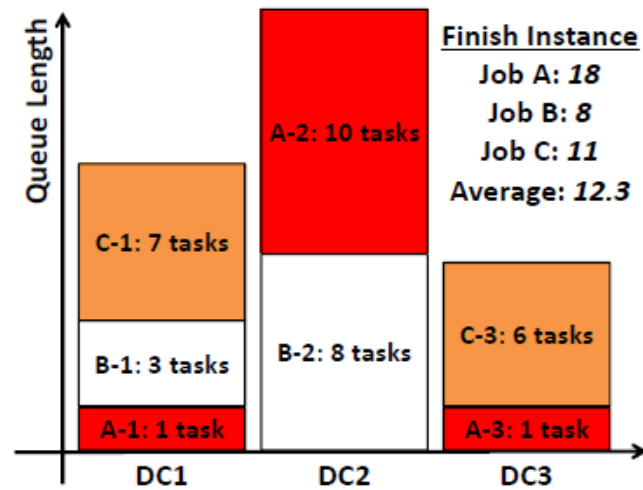 Queue Length
Finish Instance
Job A: 18
Job B: 8
Job C: 11
Average: 12.3
C-1: 7 tasks
B-1: 3 tasks
A-1: 1 task
A-2: 10 tasks
B-2: 8 tasks
C-3: 6 tasks
A-3: 1 task
DC1
DC2
DC3